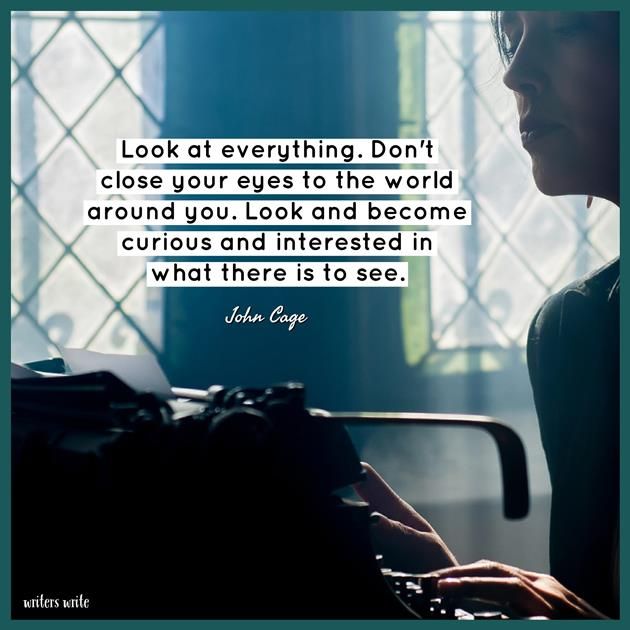 Look at everything. Don't
close your eyes to the world
around you. Look and become
curious and interested in
what there is to see.
John Cage
writers write